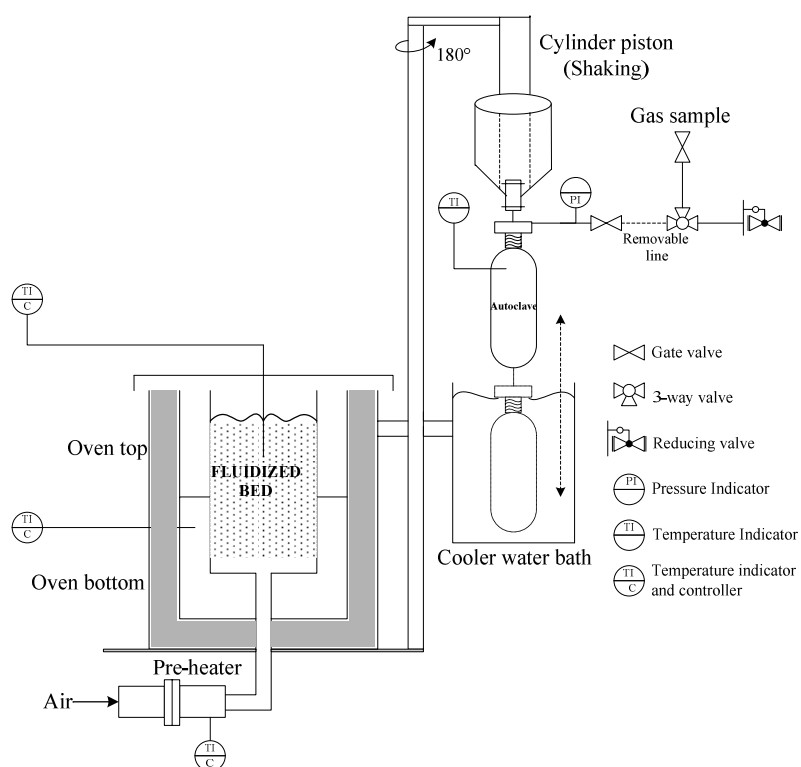 180°
Cylinder piston
(Shaking)
Gas sample
TI
PI
Removable
line
Autoclave
TI
C
Oven top
FLUIDIZED
BED
TI
C
Oven bottom
Cooler water bath
Pre-heater
Air
TI
C
Gate valve
3-way valve
Reducing valve
PI
Pressure Indicator
TI
Temperature Indicator
TI
C
Temperature indicator
and controller